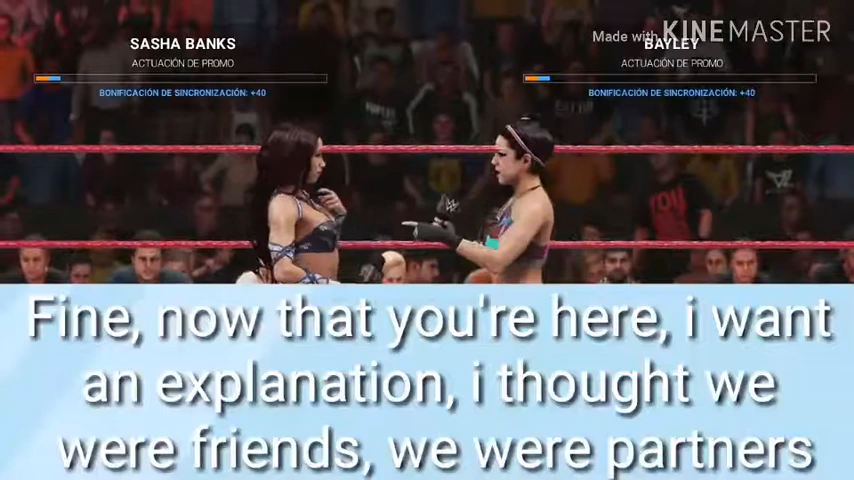 Made with KINEMASTER
SASHA BANKS
BAYLEY
ACTUACIÓN DE PROMO
ACTUACIÓN DE PROMO
BONIFICACIÓN DE SINCRONIZACIÓN: +40
BONIFICACIÓN DE SINCRONIZACIÓN: +40
YOU
Fine, now that you're here, i want
an explanation, i thought we
were friends, we were partners